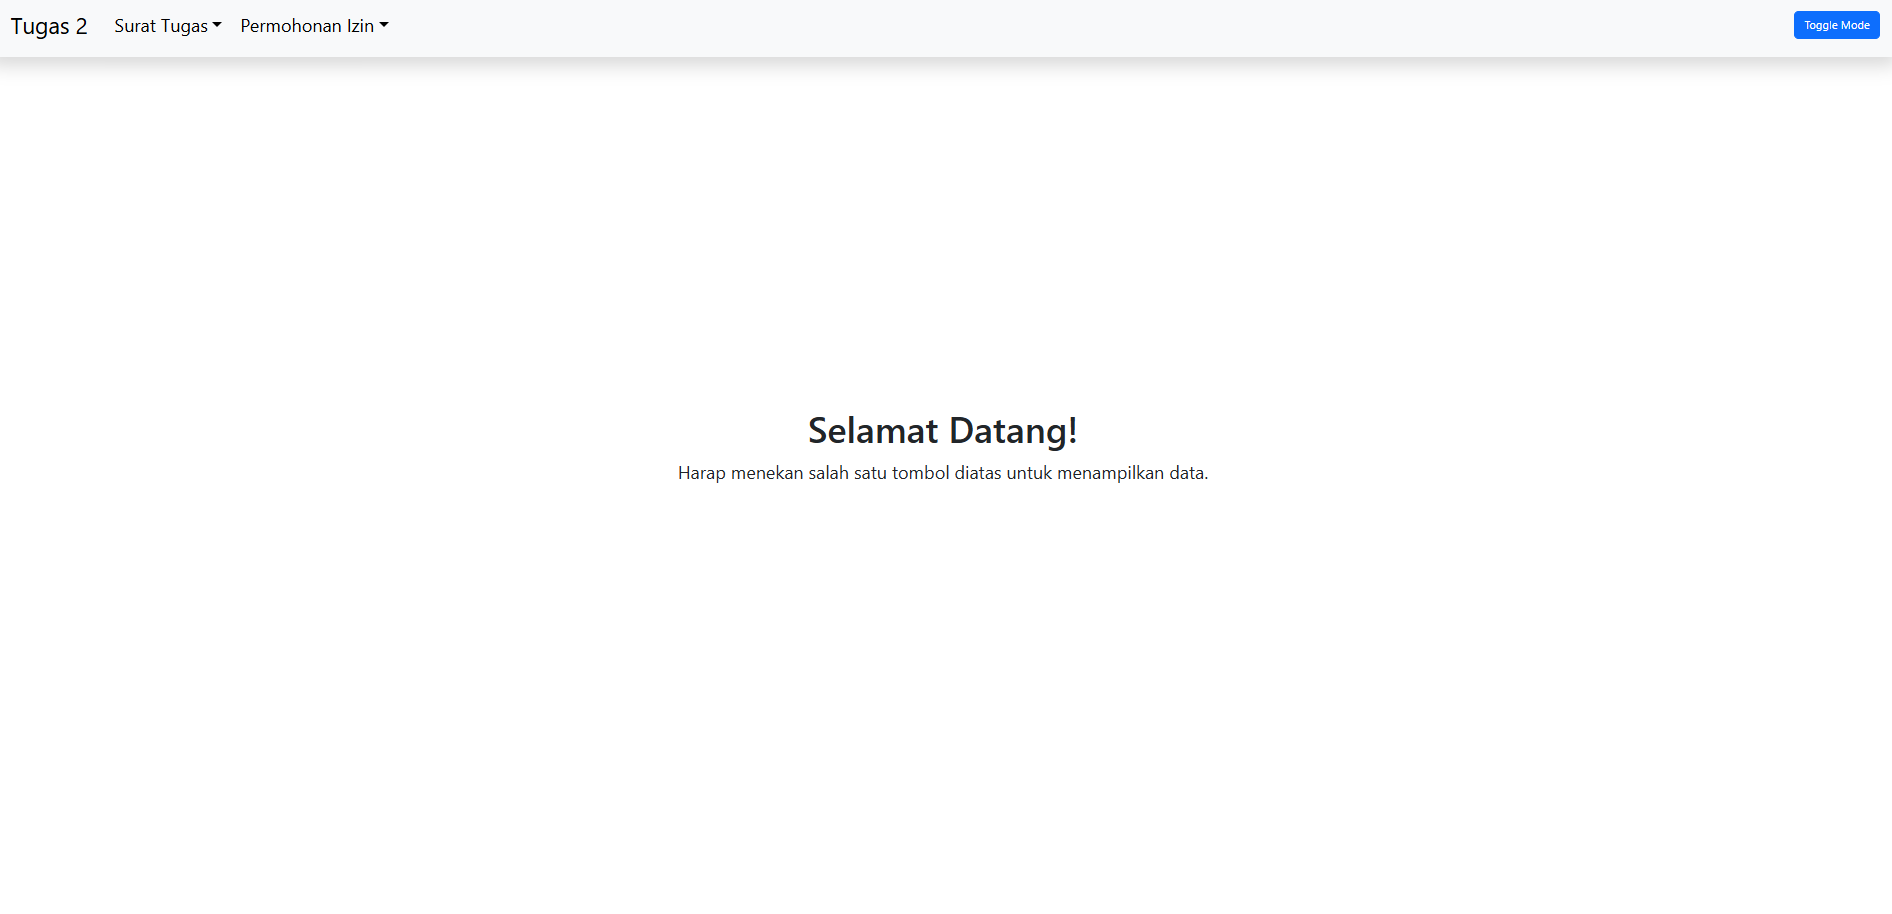 Tugas 2 Surat Tugas Permohonan Izin Toggle Mode
Selamat Datang!
Harap menekan salah satu tombol diatas untuk menampilkan data.